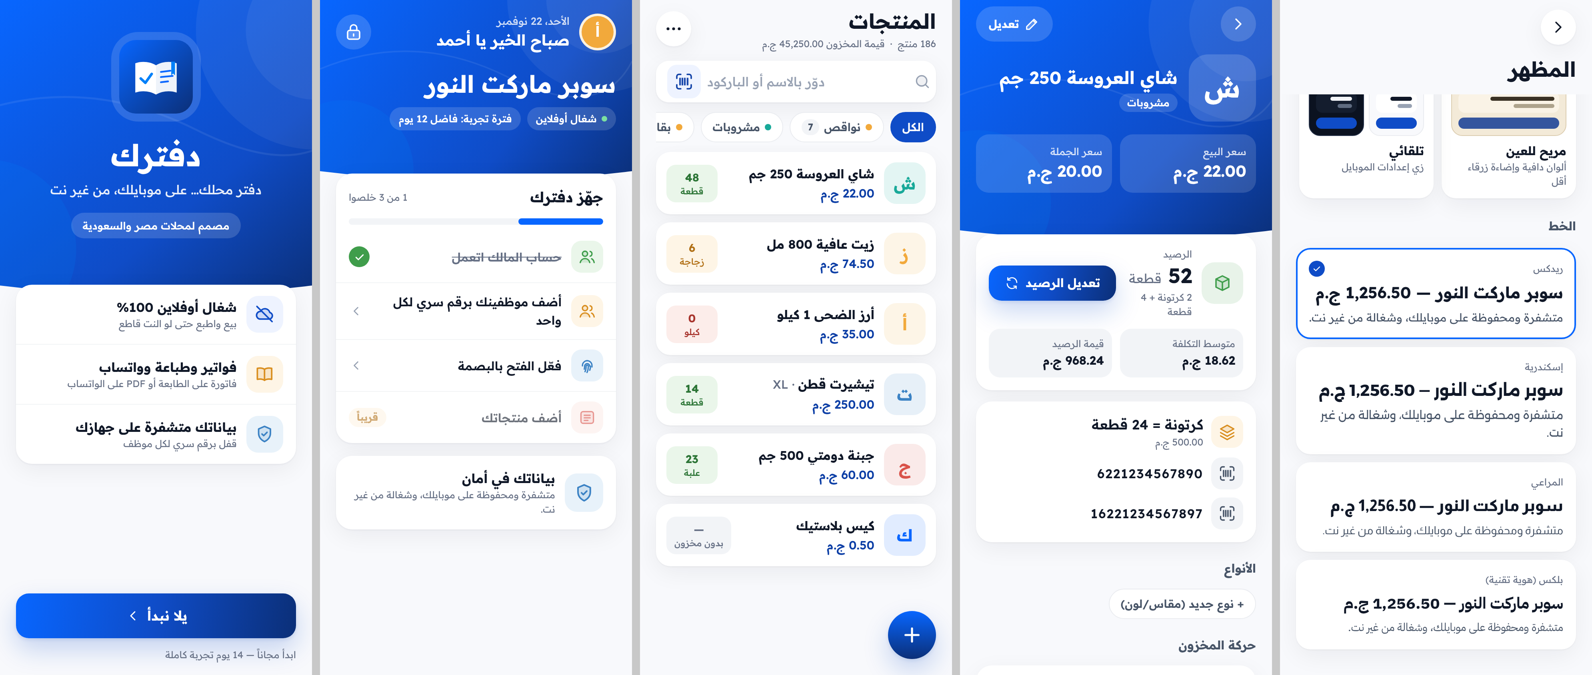 دفترك
دفتر محلك... على موبايلك، من غير نت
مصمم لمحلات مصر والسعودية
شغال أوفلاين 100%
بيع واطبع حتى لو النت قاطع
فواتير وطباعة وواتساب
فاتورة على الطابعة أو PDF على الواتساب
بياناتك متشفرة على جهازك
قفل برقم سري لكل موظف
يلا نبدأ
ابدأ مجاناً — 14 يوم تجربة كاملة
أ
الأحد، 22 نوفمبر
صباح الخير يا أحمد
سوبر ماركت النور
شغال أوفلاين
فترة تجربة: فاضل 12 يوم
جهّز دفترك
1 من 3 خلصوا
حساب المالك اتعمل
أضف موظفينك برقم سري لكل
واحد
فعّل الفتح بالبصمة
أضف منتجاتك
قريباً
بياناتك في أمان
متشفرة ومحفوظة على موبايلك، وشغالة من غير
نت.
المنتجات
186 منتج · قيمة المخزون 45,250.00 ج.م
دوّر بالاسم أو الباركود
الكل
نواقص 7
مشروبات
بقا
ش
شاي العروسة 250 جم
22.00 ج.م
48
قطعة
ز
زيت عافية 800 مل
74.50 ج.م
6
زجاجة
أ
أرز الضحى 1 كيلو
35.00 ج.م
0
كيلو
ت
تيشيرت قطن · XL
250.00 ج.م
14
قطعة
ج
جبنة دومتي 500 جم
60.00 ج.م
23
علبة
ك
كيس بلاستيك
0.50 ج.م
—
بدون مخزون
تعديل
ش
شاي العروسة 250 جم
مشروبات
سعر البيع
22.00 ج.م
سعر الجملة
20.00 ج.م
الرصيد
52 قطعة
2 كرتونة + 4
قطعة
تعديل الرصيد
متوسط التكلفة
18.62 ج.م
قيمة الرصيد
968.24 ج.م
كرتونة = 24 قطعة
500.00 ج.م
6221234567890
16221234567897
الأنواع
+ نوع جديد (مقاس/لون)
حركة المخزون
المظهر
مريح للعين
ألوان دافية وإضاءة زرقاء
أقل
تلقائي
زي إعدادات الموبايل
الخط
ريدكس
سوبر ماركت النور — 1,256.50 ج.م
متشفرة ومحفوظة على موبايلك، وشغالة من غير نت.
إسكندرية
سوبر ماركت النور — 1,256.50 ج.م
متشفرة ومحفوظة على موبايلك، وشغالة من غير
نت.
المراعي
سوبر ماركت النور — 1,256.50 ج.م
متشفرة ومحفوظة على موبايلك، وشغالة من غير نت.
بلكس (هوية تقنية)
سوبر ماركت النور — 1,256.50 ج.م
متشفرة ومحفوظة على موبايلك، وشغالة من غير نت.